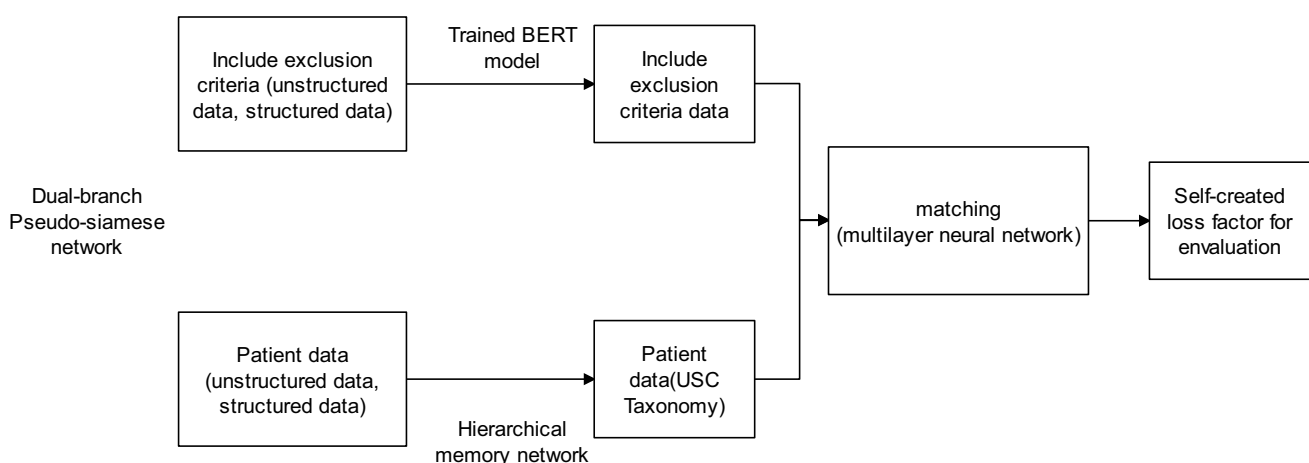 Include exclusion
criteria (unstructured
data, structured data)
Trained BERT
model
Include
exclusion
criteria data
Dual-branch
Pseudo-siamese
network
matching
(multilayer neural network)
Self-created
loss factor for
envaluation
Patient data
(unstructured data,
structured data)
Hierarchical
memory network
Patient
data(USC
Taxonomy)